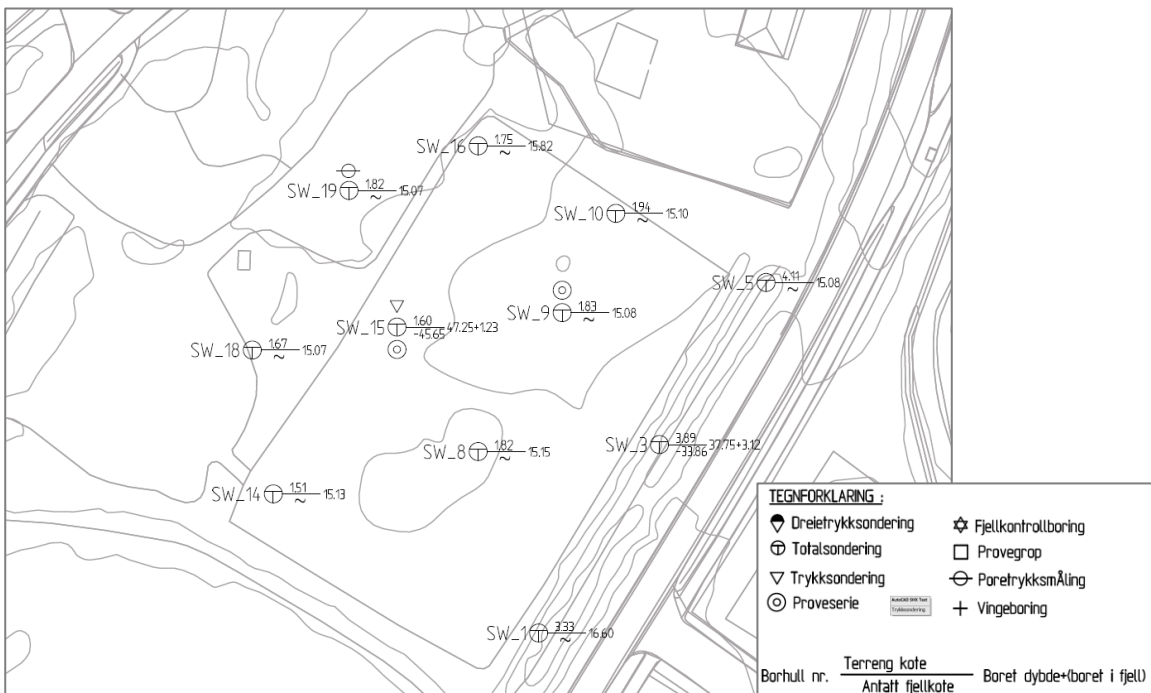 SW_16 1.75 ~ 15.82
SW_19 1.82 ~ 15.07
SW_10 1.94 ~ 15.10
SW_5 4.11 ~ 15.08
SW_9 1.83 ~ 15.08
SW_15 1.60 -45.65 47.25+1.23
SW_18 1.67 ~ 15.07
SW_3 3.89 -33.86 37.75+3.12
SW_8 1.82 ~ 15.15
SW_14 1.51 ~ 15.13
SW_1 3.33 ~ 16.60
TEGNFORKLARING :
Dreietrykksondering
Totalsondering
Trykksondering
Proveserie
AutoCAD SHX Text
Trykksondering
Fjellkontrollboring
Provegrop
PoretrykksmÅling
Vingeboring
Borhull nr. Terreng kote Boret dybde+(boret i fjell)
Antatt fjellkote